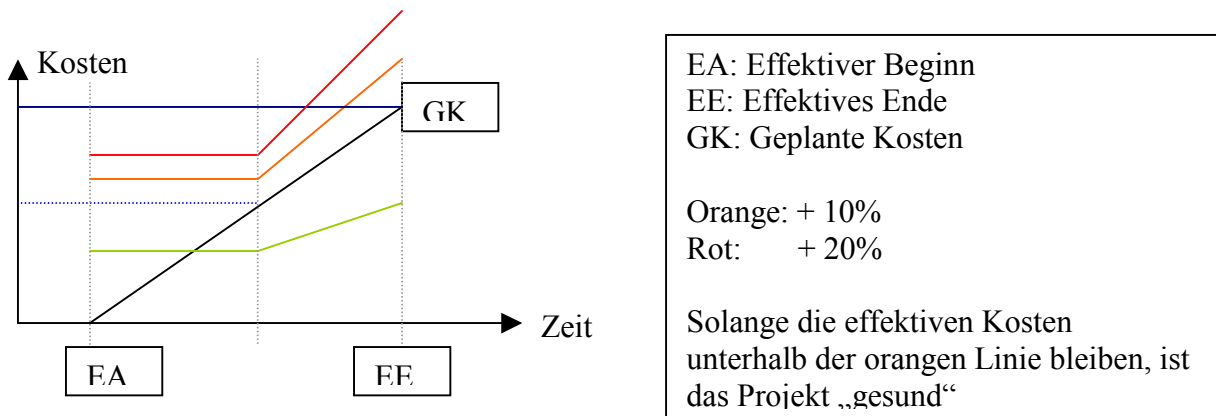 Kosten
GK
Zeit
EA
EE
EA: Effektiver Beginn
EE: Effektives Ende
GK: Geplante Kosten
Orange: + 10%
Rot: + 20%
Solange die effektiven Kosten
unterhalb der orangen Linie bleiben, ist
das Projekt „gesund“